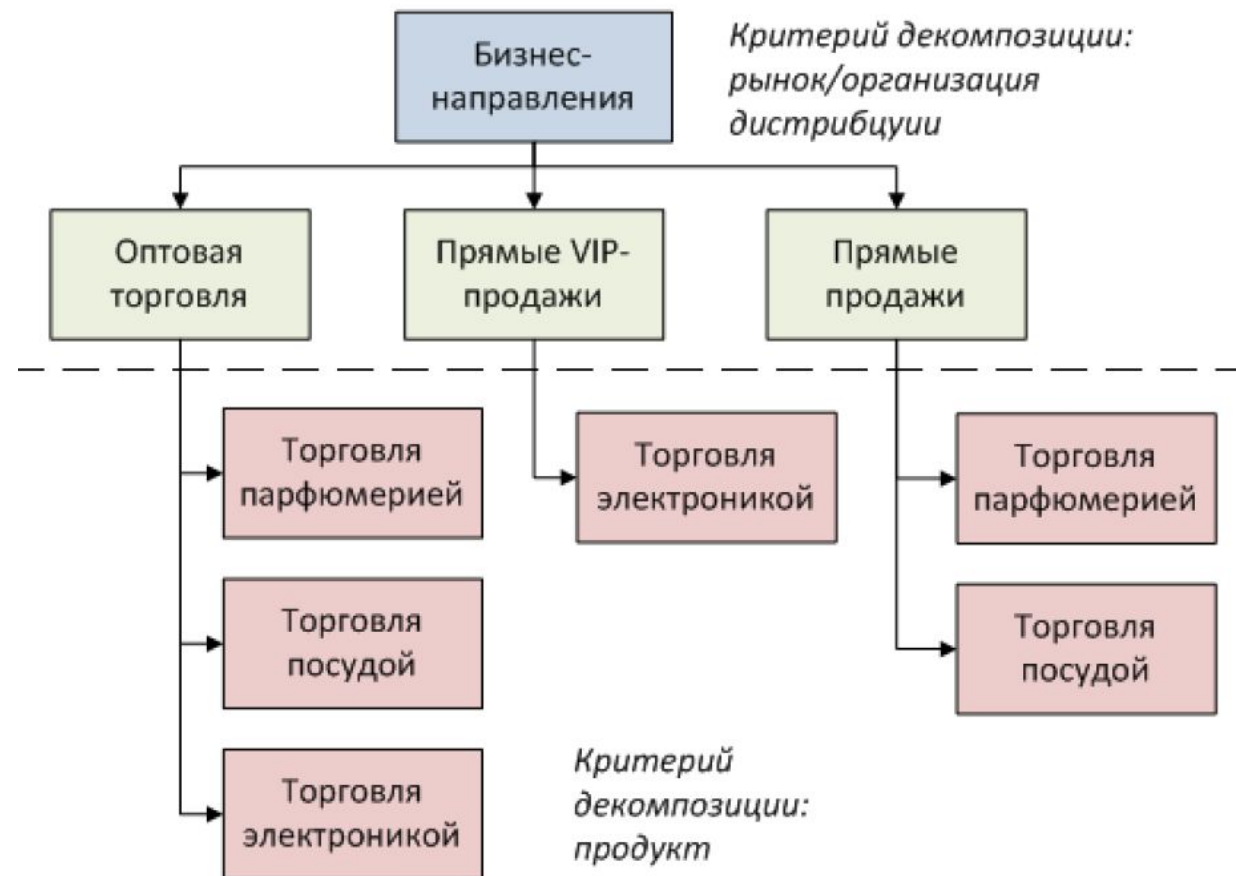 Бизнес-
направления
Критерий декомпозиции:
рынок/организация
дистрибцуии
Оптовая
торговля
Прямые VIP-
продажи
Прямые
продажи
Торговля
парфюмерией
Торговля
электроникой
Торговля
парфюмерией
Торговля
посудой
Торговля
посудой
Торговля
электроникой
Критерий
декомпозиции:
продукт